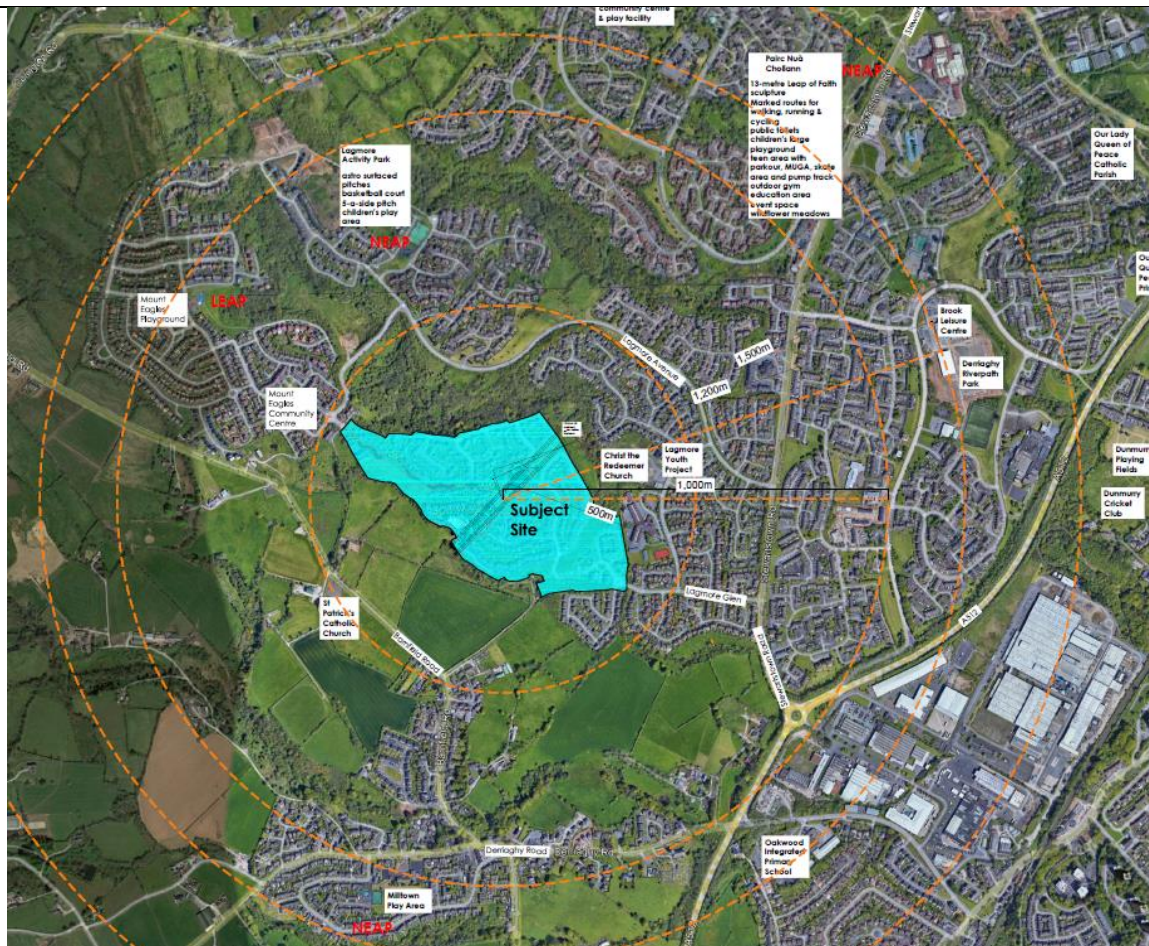 community centre
& play facility
Pairc Nuá
Chollann
13-metre Leap of Faith
sculpture
Marked routes for
walking, running &
cycling
public toilets
children's large
playground
teen area with
parkour, MUGA, skate
area and pump track
outdoor gym
education area
event space
wildflower meadows
NEAP
Our Lady
Queen of
Peace
Catholic
Parish
Lagmore
Activity Park
astro surfaced
pitches
basketball court
5-a-side pitch
children's play
area
NEAP
LEAP
Mount
Eagles
Playground
Mount
Eagles
Community
Centre
Lagmore Avenue
1,500m
1,200m
Brook
Leisure
Centre
Derriaghy
Riverpath
Park
Christ the
Redeemer
Church
Lagmore
Youth
Project
1,000m
500m
Subject
Site
Dunmurry
Playing
Fields
Dunmurry
Cricket
Club
Lagmore Glen
Stewartstown Road
A512
St
Patrick's
Catholic
Church
Barnfield Road
Derriaghy Road
Oakwood
Integrated
Primary
School
Milltown
Play Area
NEAP